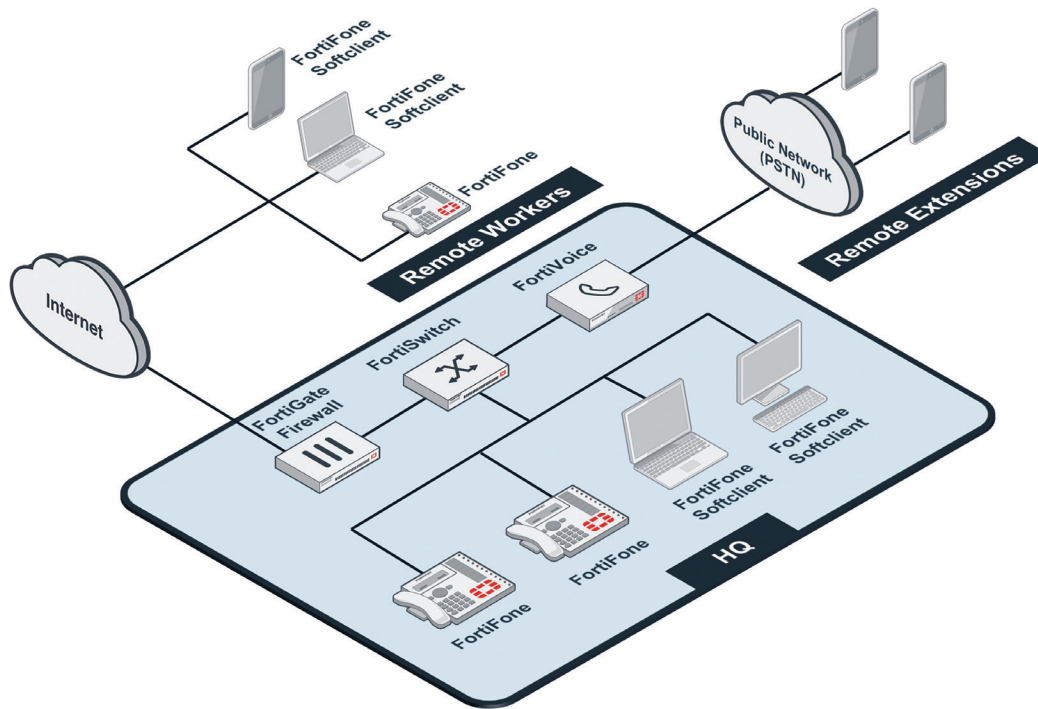 FortiFone
Softclient
FortiFone
Softclient
FortiFone
Remote Workers
Public Network
(PSTN)
Remote Extensions
Internet
FortiVoice
FortiSwitch
FortiGate
Firewall
FortiFone
Softclient
FortiFone
Softclient
FortiFone
FortiFone
HQ